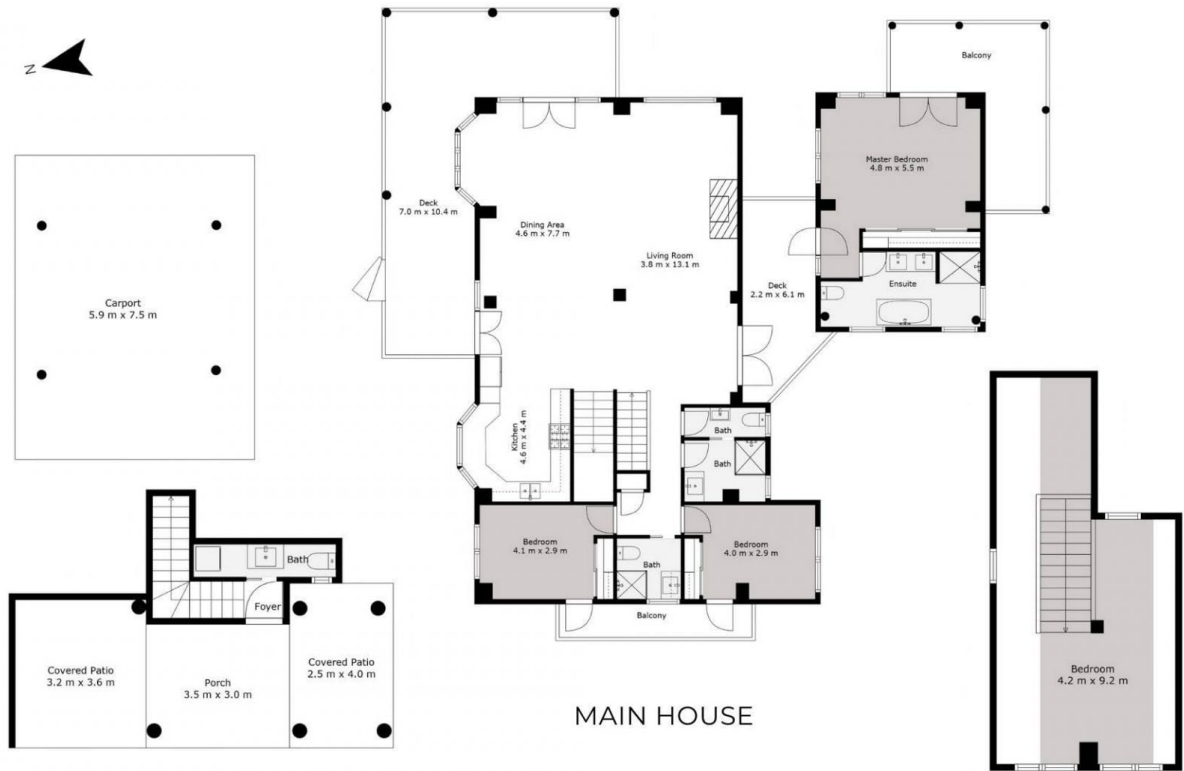 N
Balcony
Master Bedroom
4.8 m x 5.5 m
Deck
7.0 m x 10.4 m
Dining Area
4.6 m x 7.7 m
Living Room
3.8 m x 13.1 m
Deck
2.2 m x 6.1 m
Ensuite
Carport
5.9 m x 7.5 m
Kitchen
4.6 m x 4.4 m
Bath
Bath
Bedroom
4.1 m x 2.9 m
Bedroom
4.0 m x 2.9 m
Bath
Balcony
Bath
Foyer
Covered Patio
3.2 m x 3.6 m
Porch
3.5 m x 3.0 m
Covered Patio
2.5 m x 4.0 m
Bedroom
4.2 m x 9.2 m
MAIN HOUSE